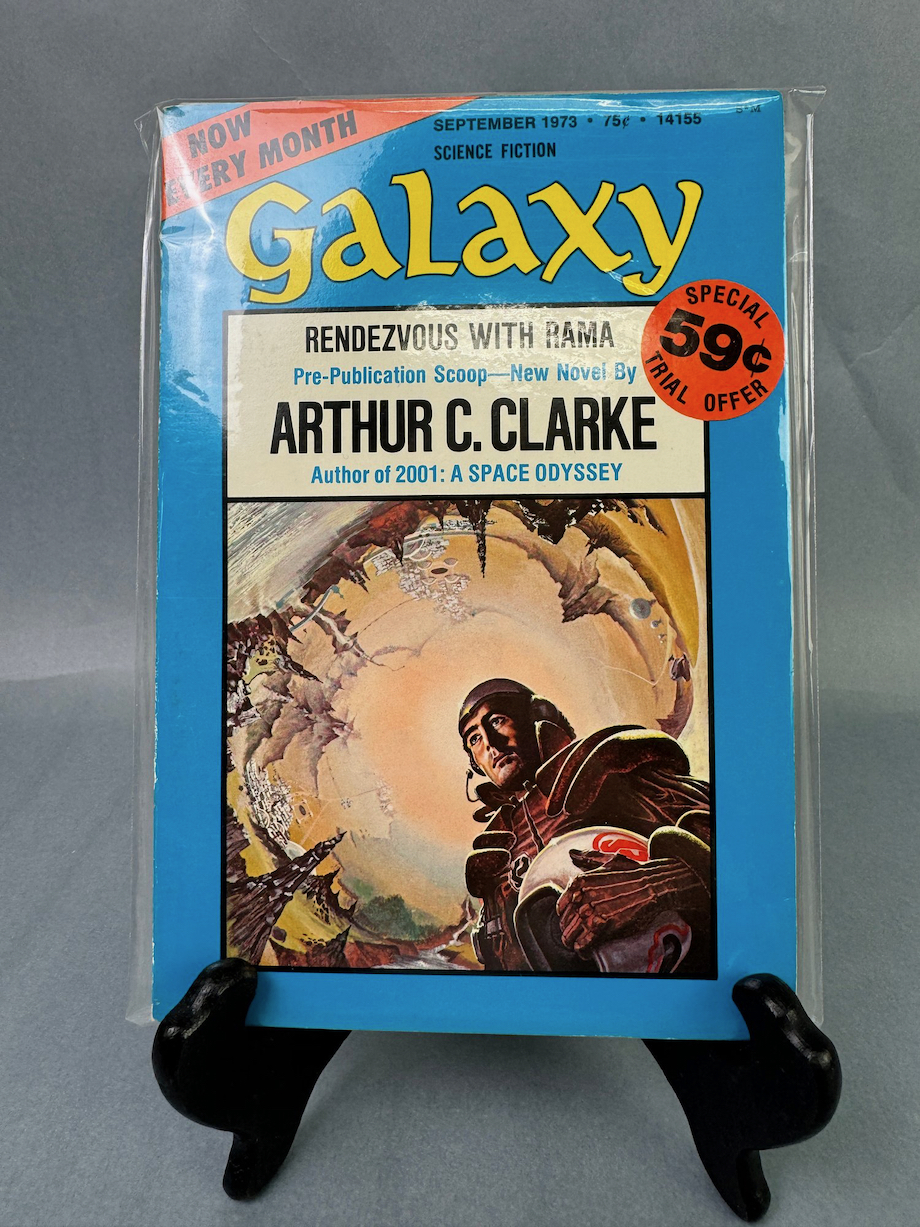 NOW
EVERY MONTH
SEPTEMBER 1973 • 75¢ • 14155
SCIENCE FICTION
Galaxy
SPECIAL
59¢
TRIAL OFFER
RENDEZVOUS WITH RAMA
Pre-Publication Scoop—New Novel By
ARTHUR C. CLARKE
Author of 2001: A SPACE ODYSSEY